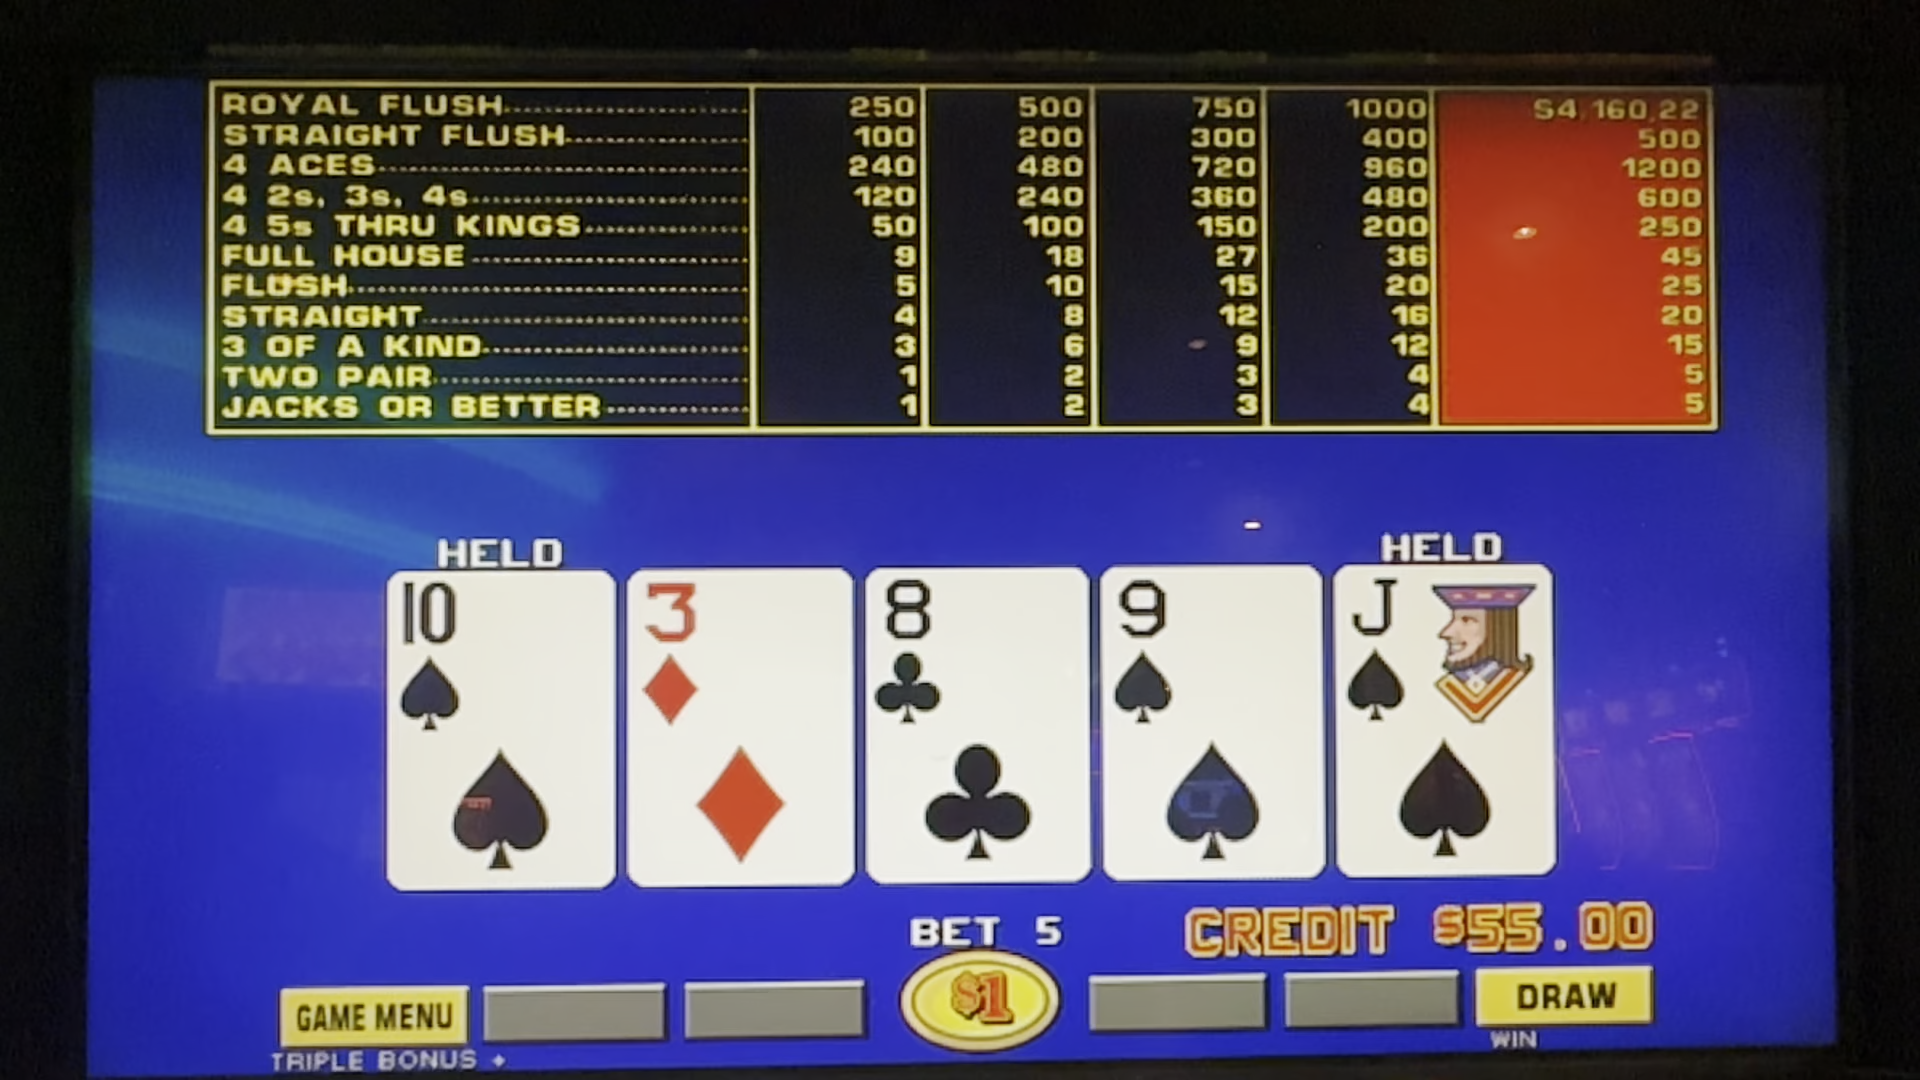 ROYAL FLUSH 250 500 750 1000 $4,160.22
STRAIGHT FLUSH 100 200 300 400 500
4 ACES 240 480 720 960 1200
4 2s, 3s, 4s 120 240 360 480 600
4 5s THRU KINGS 50 100 150 200 250
FULL HOUSE 9 18 27 36 45
FLUSH 5 10 15 20 25
STRAIGHT 4 8 12 16 20
3 OF A KIND 3 6 9 12 15
TWO PAIR 1 2 3 4 5
JACKS OR BETTER 1 2 3 4 5
HELD HELD
10 3 8 9 J
BET 5 CREDIT $55.00
GAME MENU $1 DRAW
TRIPLE BONUS + WIN